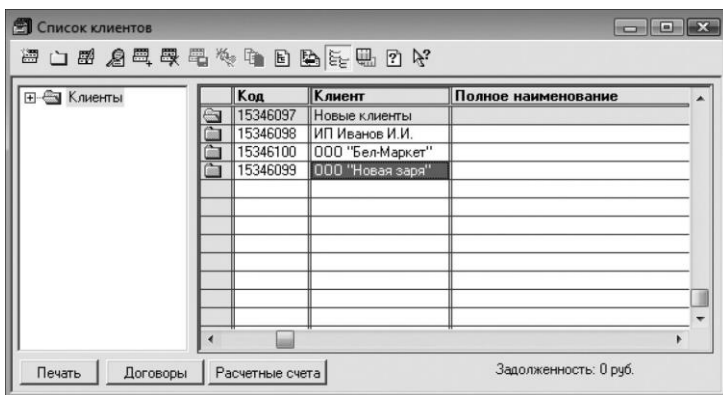 Список клиентов
Клиенты
Код Клиент Полное наименование
15346097 Новые клиенты
15346098 ИП Иванов И.И.
15346100 ООО "Бел-Маркет"
15346099 ООО "Новая заря"
Печать Договоры Расчетные счета Задолженность: 0 руб.